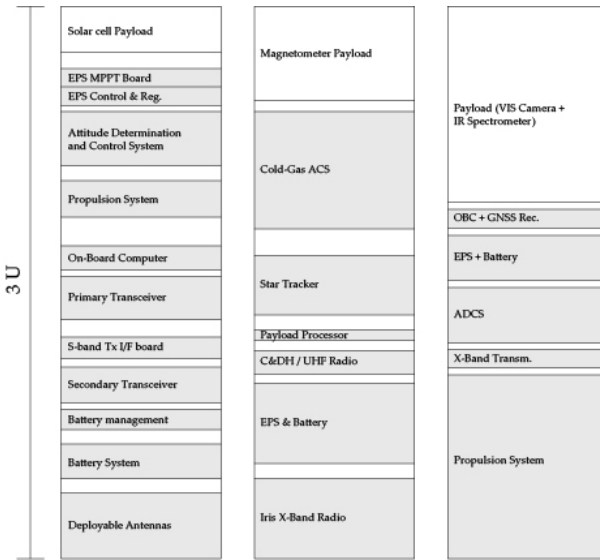 3 U
Solar cell Payload
EPS MPPT Board
EPS Control & Reg.
Attitude Determination
and Control System
Propulsion System
On-Board Computer
Primary Transceiver
S-band Tx I/F board
Secondary Transceiver
Battery management
Battery System
Deployable Antennas
Magnetometer Payload
Cold-Gas ACS
Star Tracker
Payload Processor
C&DH / UHF Radio
EPS & Battery
Iris X-Band Radio
Payload (VIS Camera +
IR Spectrometer)
OBC + GNSS Rec.
EPS + Battery
ADCS
X-Band Transm.
Propulsion System